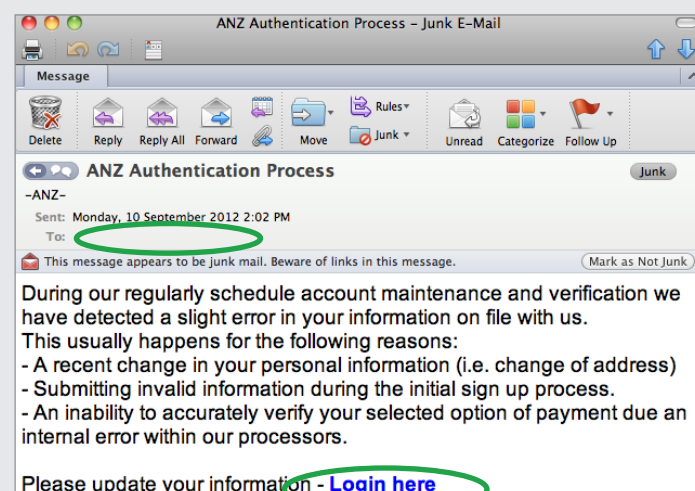 ANZ Authentication Process – Junk E-Mail
Message
Delete Reply Reply All Forward Move Rules Junk Unread Categorize Follow Up
ANZ Authentication Process Junk
-ANZ-
Sent: Monday, 10 September 2012 2:02 PM
To:
This message appears to be junk mail. Beware of links in this message. Mark as Not Junk
During our regularly schedule account maintenance and verification we
have detected a slight error in your information on file with us.
This usually happens for the following reasons:
- A recent change in your personal information (i.e. change of address)
- Submitting invalid information during the initial sign up process.
- An inability to accurately verify your selected option of payment due an
internal error within our processors.
Please update your information - Login here